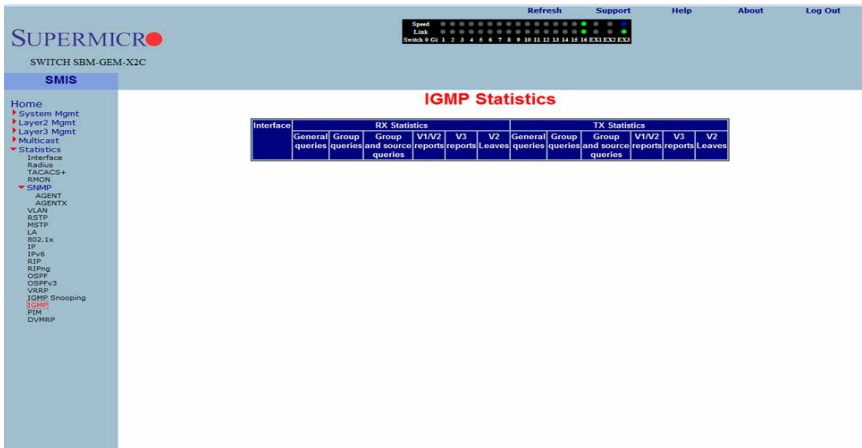 Refresh Support Help About Log Out
SUPERMICRO
SWITCH SBM-GEM-X2C
Speed
Link
Switch 0 Gi 1 2 3 4 5 6 7 8 9 10 11 12 13 14 15 16 EX1 EX2 EX3
SMIS
Home
System Mgmt
Layer2 Mgmt
Layer3 Mgmt
Multicast
Statistics
Interface
Radius
TACACS+
RMON
SNMP
AGENT
AGENTX
VLAN
RSTP
MSTP
LA
802.1x
IP
IPv6
RIP
RIPng
OSPF
OSPFv3
VRRP
IGMP Snooping
IGMP
PIM
DVMRP
IGMP Statistics
Interface RX Statistics TX Statistics
General Group Group V1/V2 V3 V2 General Group Group V1/V2 V3 V2
queries queries and source reports reports Leaves queries queries and source reports reports Leaves
queries queries